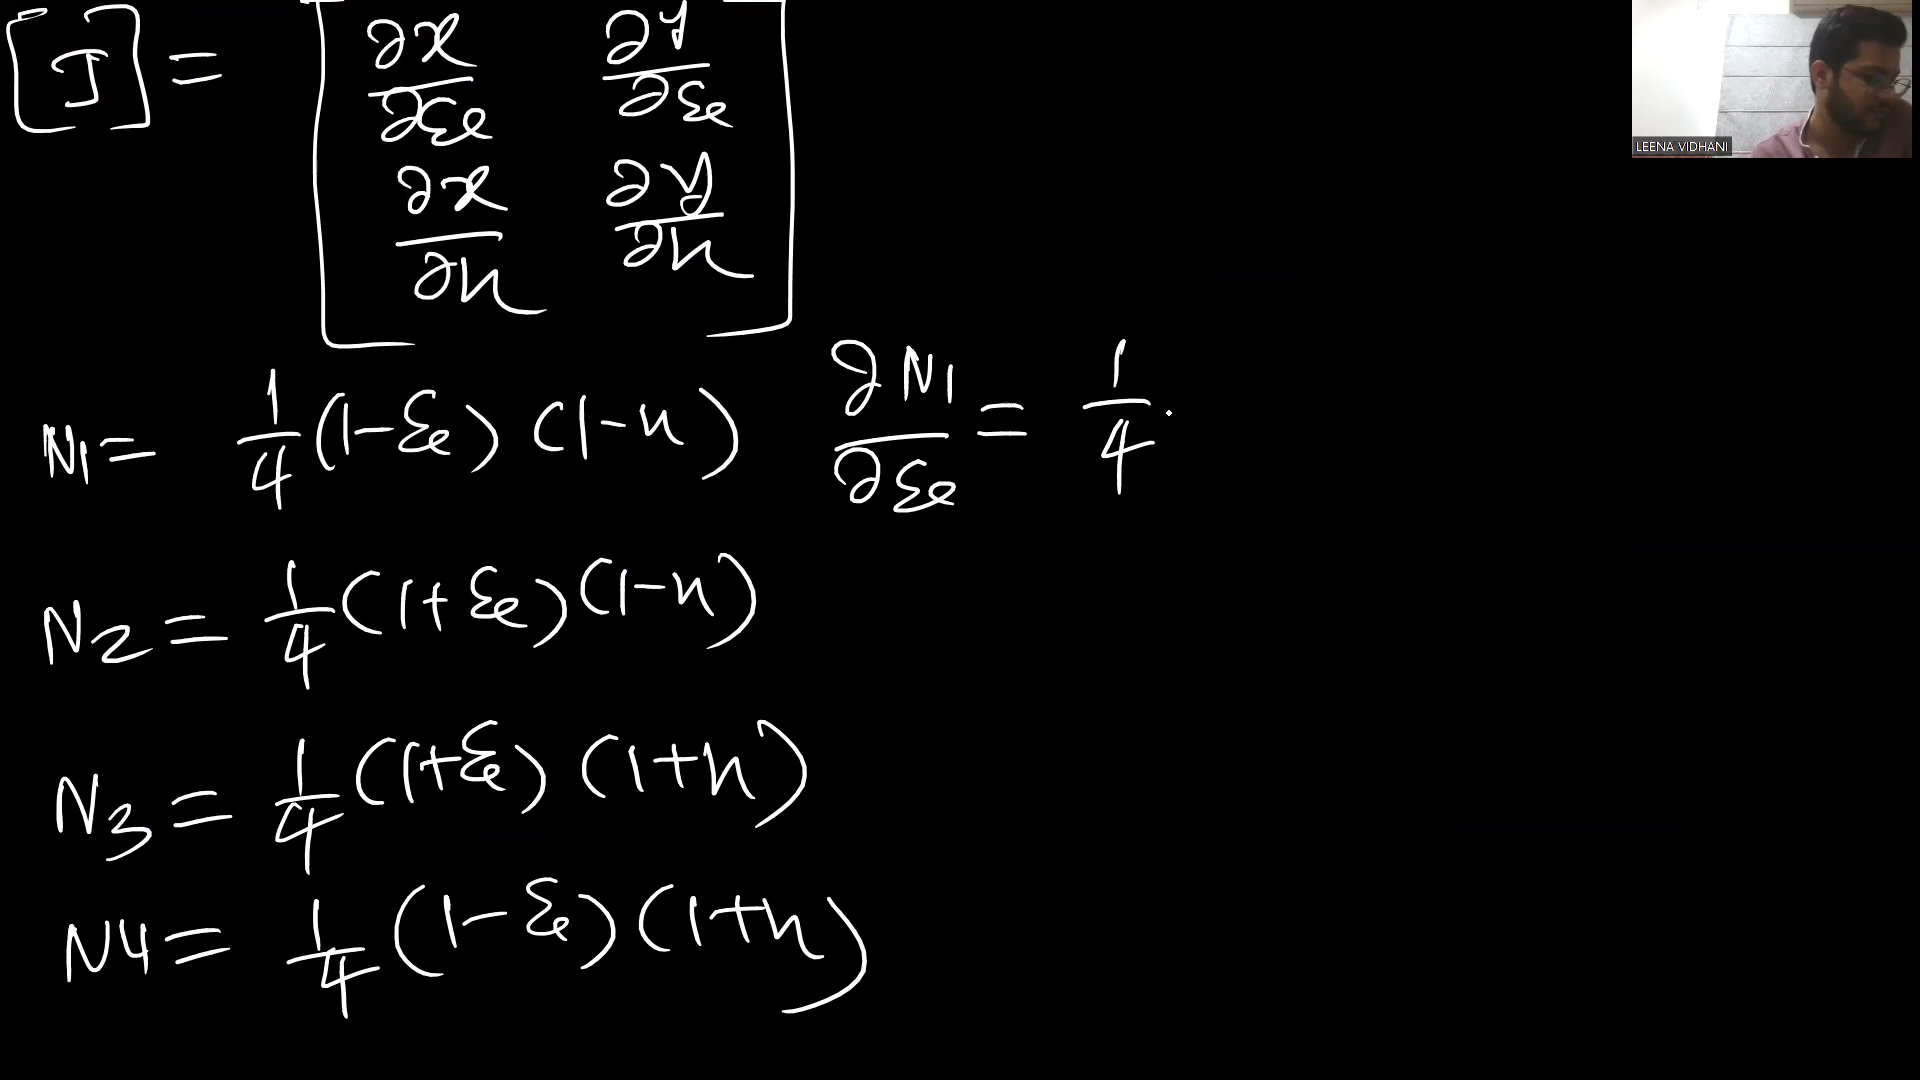 [J] = [ ∂x/∂ξ ∂y/∂ξ
∂x/∂η ∂y/∂η ]
LEENA VIDHANI
N1 = 1/4 (1-ξ) (1-η) ∂N1/∂ξ = 1/4
N2 = 1/4 (1+ξ) (1-η)
N3 = 1/4 (1+ξ) (1+η)
N4 = 1/4 (1-ξ) (1+η)